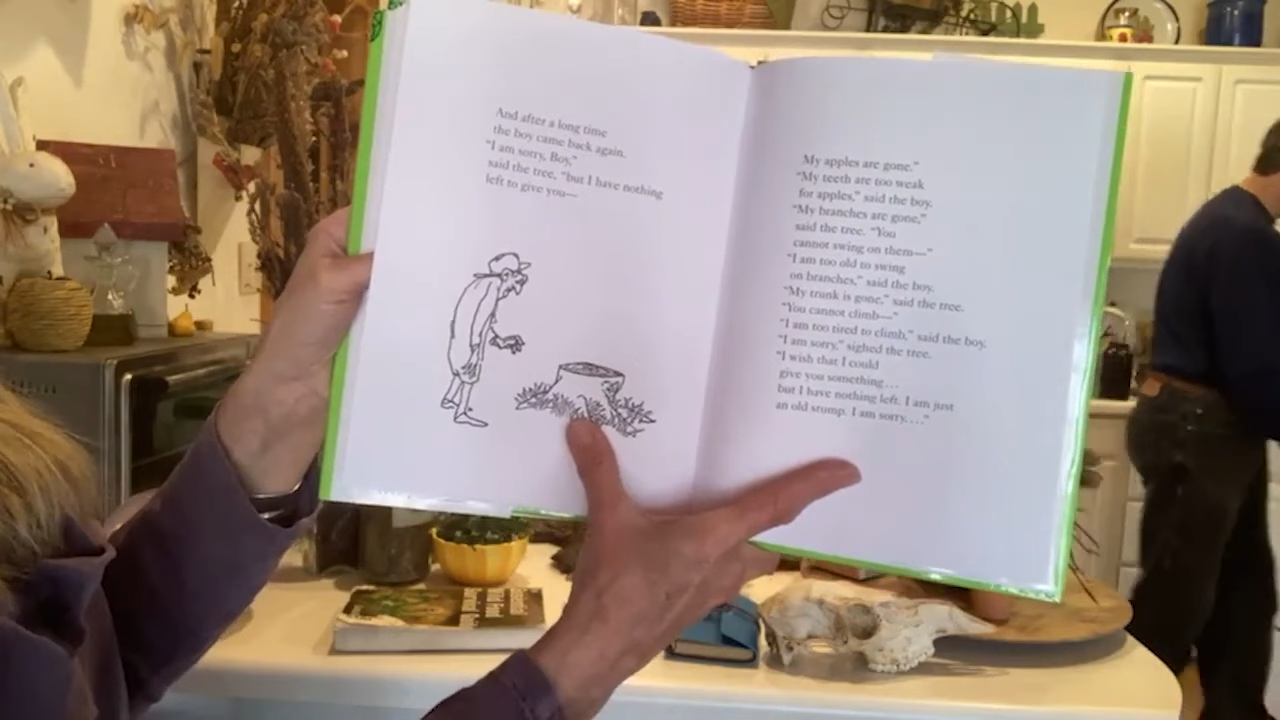 And after a long time
the boy came back again.
"I am sorry, Boy,"
said the tree, "but I have nothing
left to give you—
My apples are gone."
"My teeth are too weak
for apples," said the boy.
"My branches are gone,"
said the tree. "You
cannot swing on them—"
"I am too old to swing
on branches," said the boy.
"My trunk is gone," said the tree.
"You cannot climb—"
"I am too tired to climb," said the boy.
"I am sorry," sighed the tree.
"I wish that I could
give you something...
but I have nothing left. I am just
an old stump. I am sorry...."